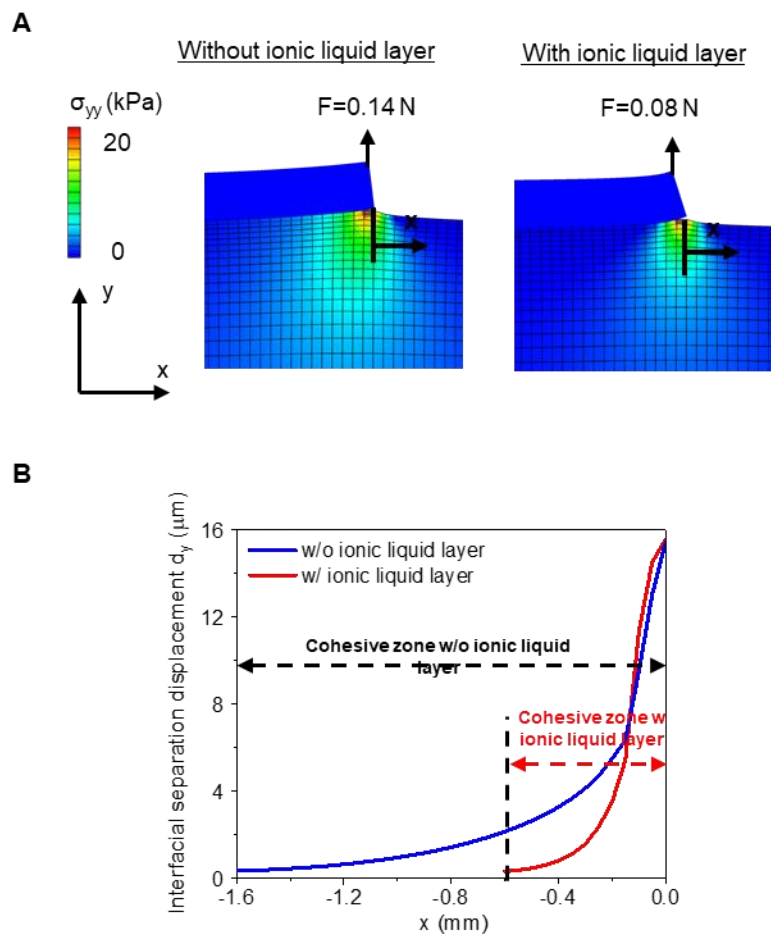 A
Without ionic liquid layer
With ionic liquid layer
σyy (kPa)
20
0
F=0.14 N
F=0.08 N
x
x
y
x
B
Interfacial separation displacement dy (μm)
16
12
8
4
0
w/o ionic liquid layer
w/ ionic liquid layer
Cohesive zone w/o ionic liquid
layer
Cohesive zone w
ionic liquid layer
-1.6
-1.2
-0.8
-0.4
0.0
x (mm)